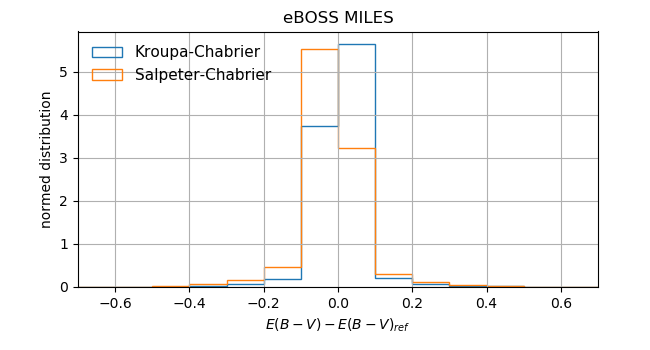 eBOSS MILES
Kroupa-Chabrier
Salpeter-Chabrier
normed distribution
5
4
3
2
1
0
−0.6 −0.4 −0.2 0.0 0.2 0.4 0.6
E(B − V) − E(B − V)ref